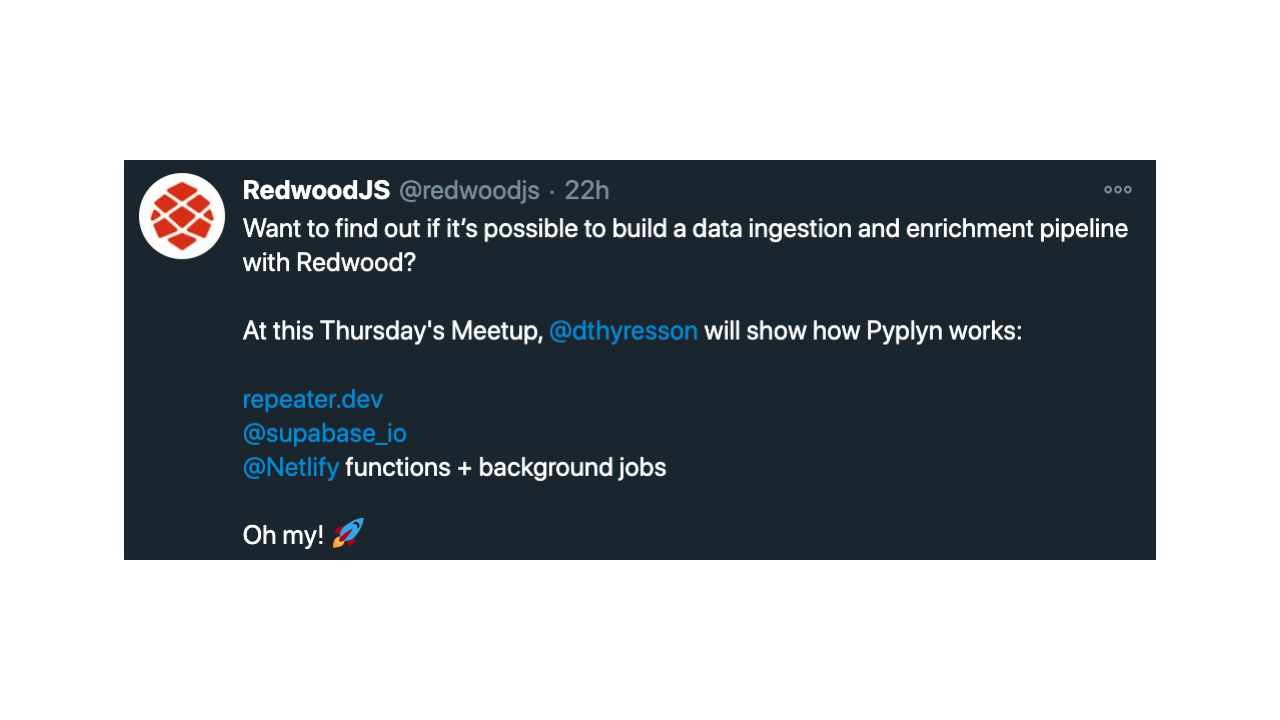 RedwoodJS @redwoodjs · 22h
Want to find out if it’s possible to build a data ingestion and enrichment pipeline
with Redwood?
At this Thursday's Meetup, @dthyresson will show how Pyplyn works:
repeater.dev
@supabase_io
@Netlify functions + background jobs
Oh my! 🚀